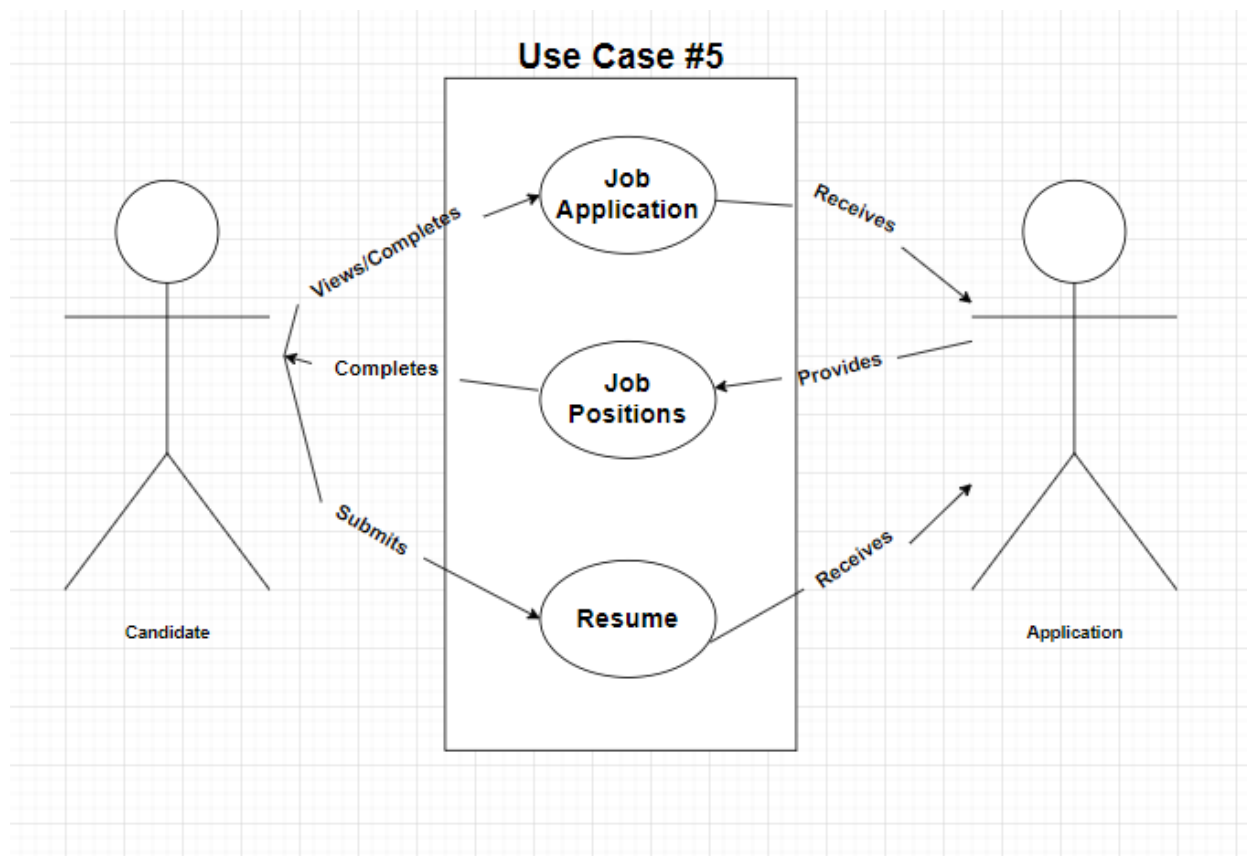 Use Case #5
Job
Application
Views/Completes
Receives
Completes
Job
Positions
Provides
Submits
Resume
Receives
Candidate
Application